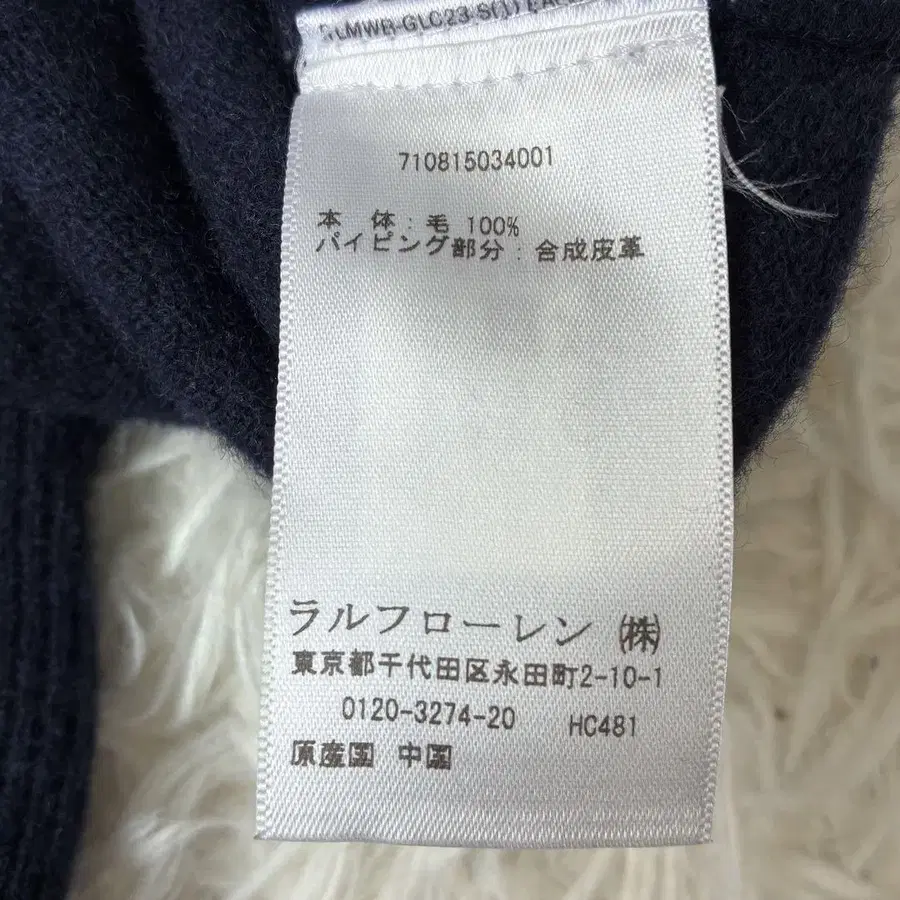 710815034001
本 体：毛 100%
パイピング部分：合成皮革
ラルフローレン ㈱
東京都千代田区永田町2-10-1
0120-3274-20 HC481
原産国 中国